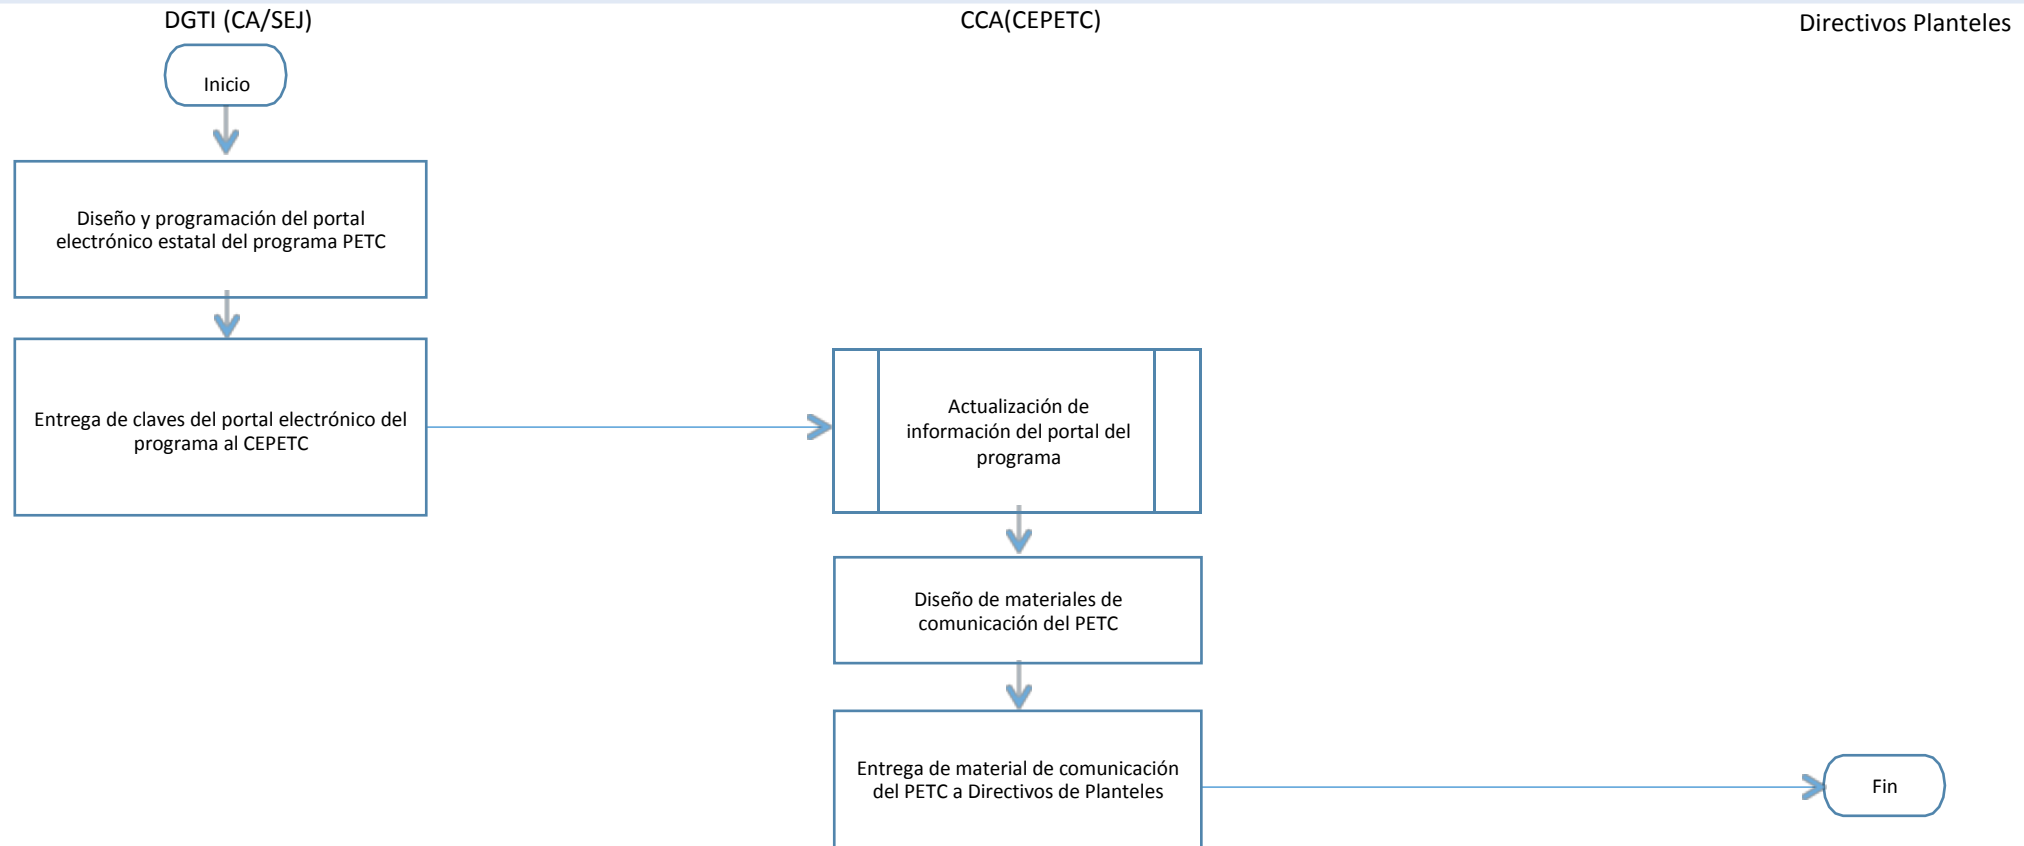 DGTI (CA/SEJ)
CCA(CEPETC)
Directivos Planteles
Inicio
Diseño y programación del portal
electrónico estatal del programa PETC
Entrega de claves del portal electrónico del
programa al CEPETC
Actualización de
información del portal del
programa
Diseño de materiales de
comunicación del PETC
Entrega de material de comunicación
del PETC a Directivos de Planteles
Fin